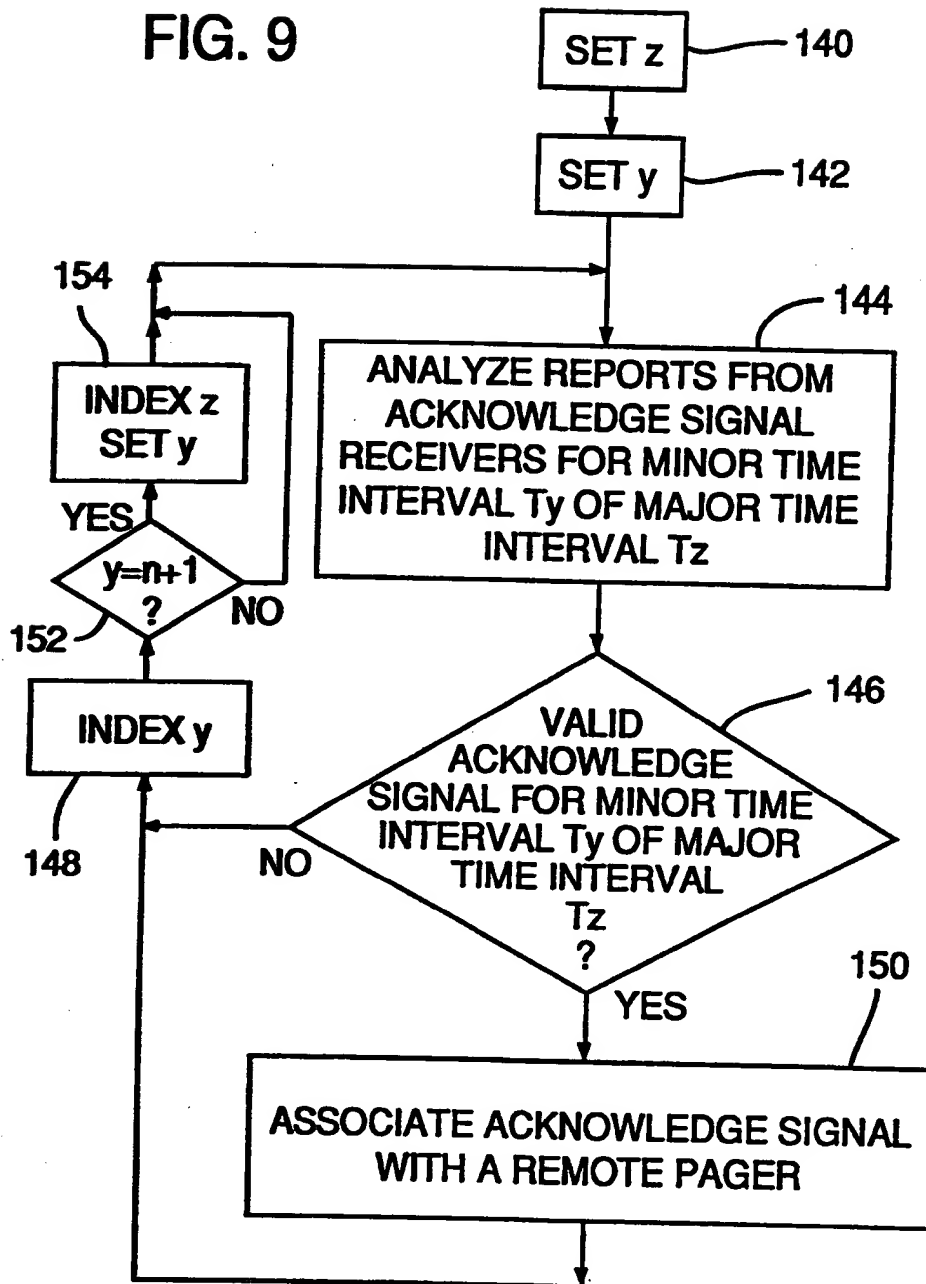 FIG. 9
SET z
140
SET y
142
154
144
INDEX z
SET y
ANALYZE REPORTS FROM
ACKNOWLEDGE SIGNAL
RECEIVERS FOR MINOR TIME
INTERVAL Ty OF MAJOR TIME
INTERVAL Tz
YES
y=n+1
?
NO
152
INDEX y
148
146
VALID
ACKNOWLEDGE
SIGNAL FOR MINOR TIME
INTERVAL Ty OF MAJOR
TIME INTERVAL
Tz
?
NO
YES
150
ASSOCIATE ACKNOWLEDGE SIGNAL
WITH A REMOTE PAGER